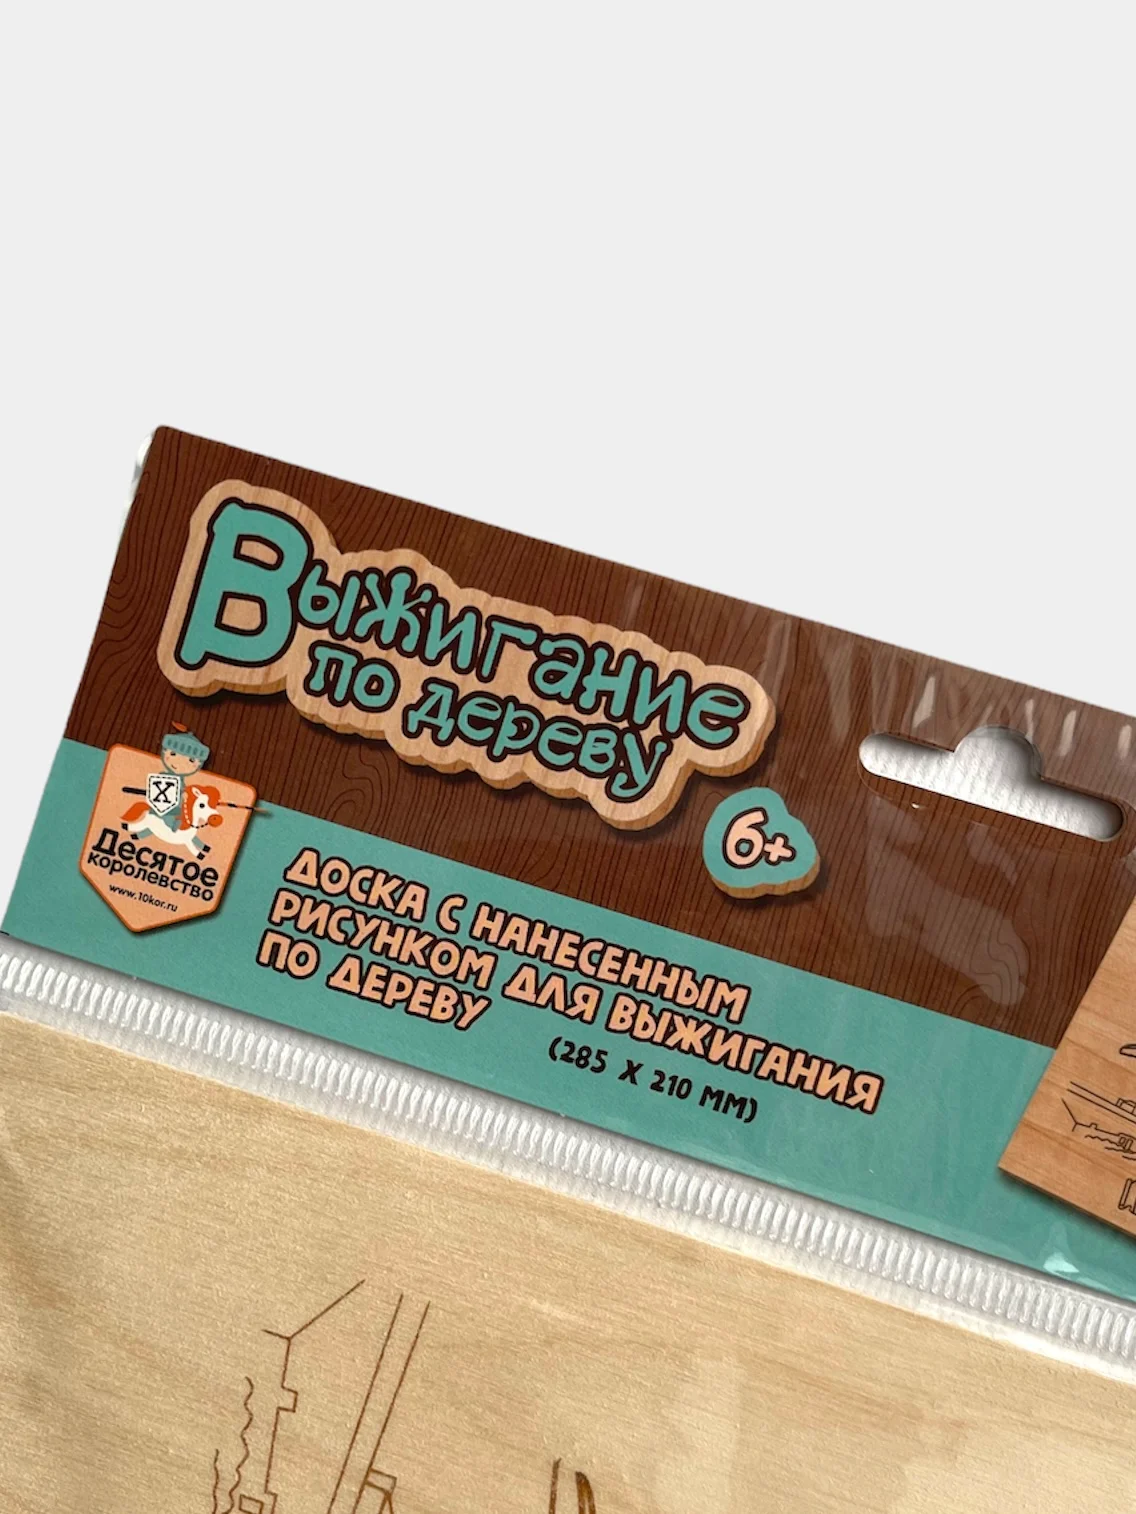 Выжигание
по дереву
6+
X
Десятое
королевство
www.10kor.ru
ДОСКА С НАНЕСЕННЫМ
РИСУНКОМ ДЛЯ ВЫЖИГАНИЯ
ПО ДЕРЕВУ
(285 Х 210 ММ)